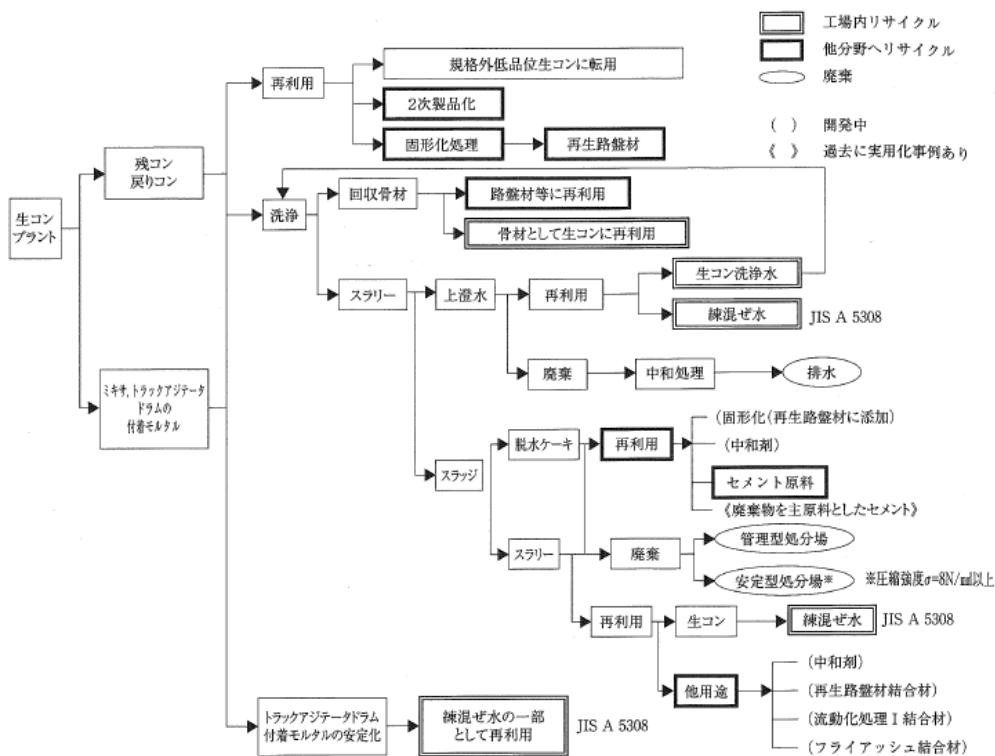 工場内リサイクル
他分野へリサイクル
廃棄
( ) 開発中
《 》 過去に実用化事例あり
再利用
規格外低品位生コンに転用
2次製品化
固形化処理
再生路盤材
残コン
戻りコン
生コン
プラント
洗浄
回収骨材
路盤材等に再利用
骨材として生コンに再利用
スラリー
上澄水
再利用
生コン洗浄水
練混ぜ水
JIS A 5308
廃棄
中和処理
排水
ミキサ,トラックアジテータ
ドラムの
付着モルタル
スラッジ
脱水ケーキ
再利用
(固形化(再生路盤材に添加)
(中和剤)
セメント原料
《廃棄物を主原料としたセメント》
スラリー
廃棄
管理型処分場
安定型処分場※
※圧縮強度σ=8N/㎟以上
再利用
生コン
練混ぜ水
JIS A 5308
他用途
(中和剤)
(再生路盤材結合材)
(流動化処理Ⅰ結合材)
(フライアッシュ結合材)
トラックアジテータドラム
付着モルタルの安定化
練混ぜ水の一部
として再利用
JIS A 5308